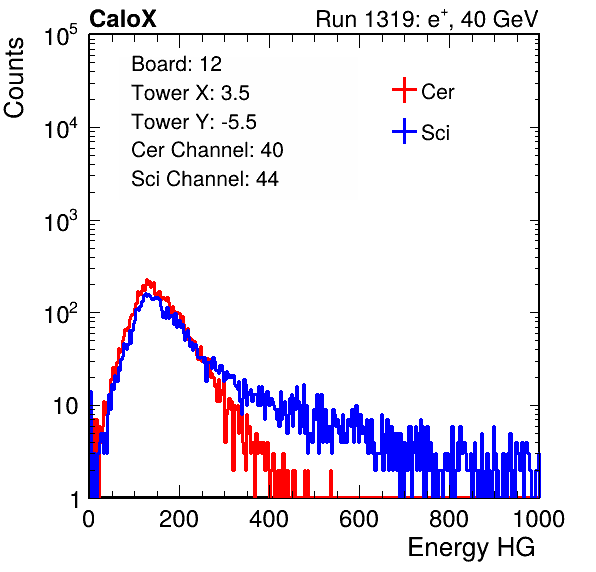 CaloX Run 1319: e⁺, 40 GeV
Counts
10⁵
10⁴
10³
10²
10
1
Board: 12
Tower X: 3.5
Tower Y: -5.5
Cer Channel: 40
Sci Channel: 44
Cer
Sci
0 200 400 600 800 1000
Energy HG